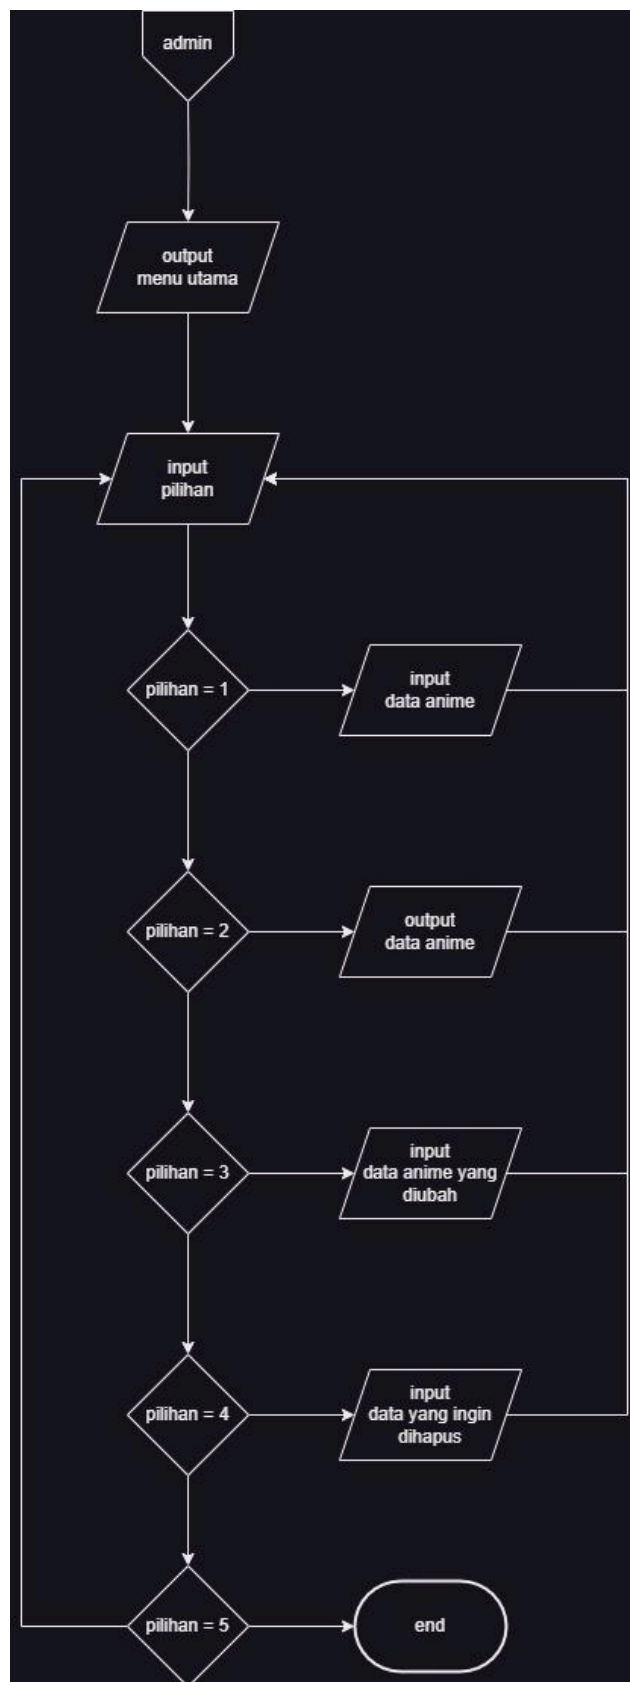 admin
output
menu utama
input
pilihan
pilihan = 1
input
data anime
pilihan = 2
output
data anime
pilihan = 3
input
data anime yang
diubah
pilihan = 4
input
data yang ingin
dihapus
pilihan = 5
end